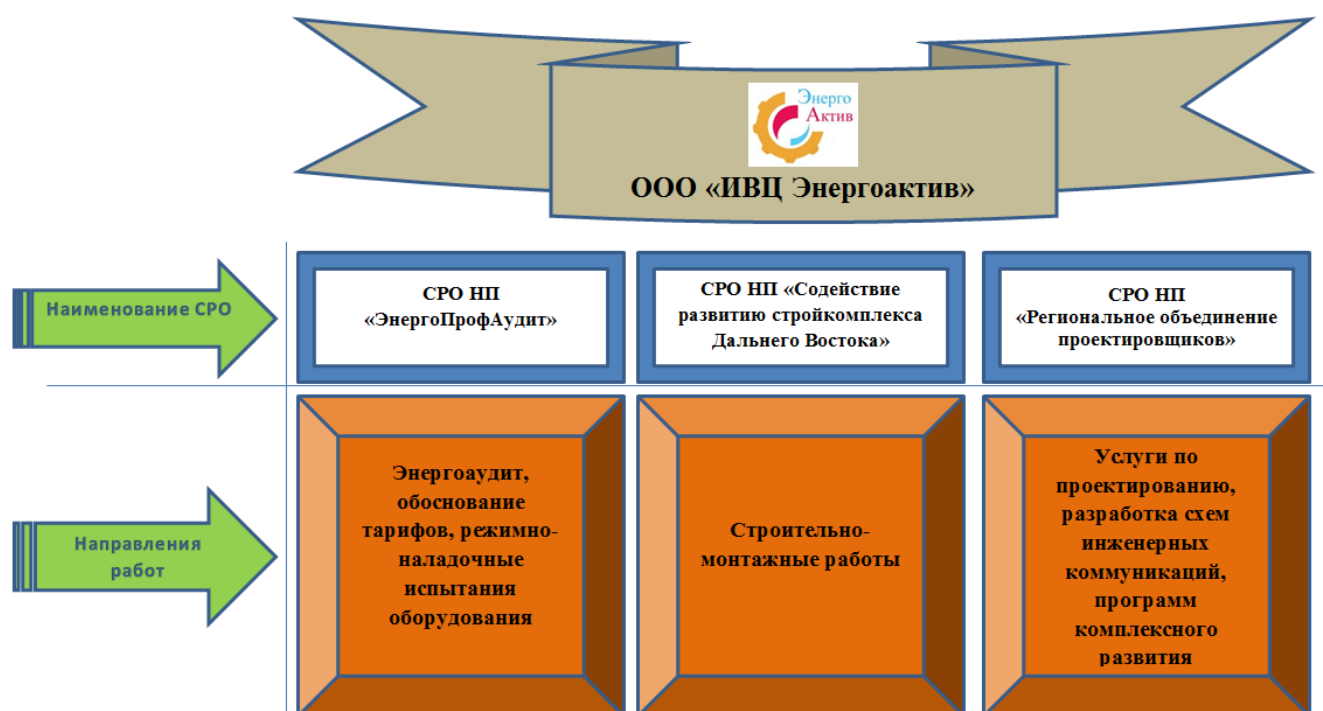 Энерго
Актив
ООО «ИВЦ Энергоактив»
Наименование СРО
СРО НП
«ЭнергоПрофАудит»
СРО НП «Содействие
развитию стройкомплекса
Дальнего Востока»
СРО НП
«Региональное объединение
проектировщиков»
Направления
работ
Энергоаудит,
обоснование
тарифов, режимно-
наладочные
испытания
оборудования
Строительно-
монтажные работы
Услуги по
проектированию,
разработка схем
инженерных
коммуникаций,
программ
комплексного
развития